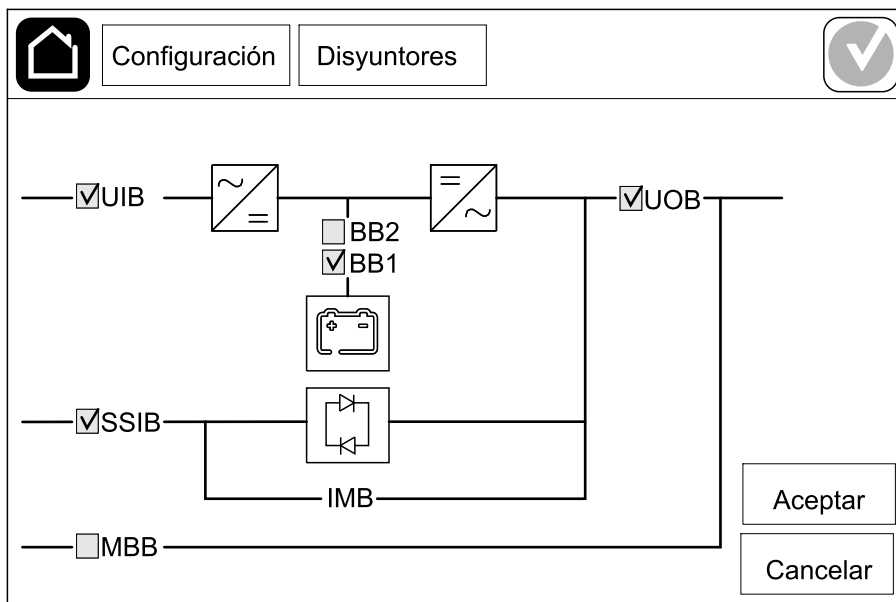 Configuración
Disyuntores
UIB
UOB
BB2
BB1
SSIB
IMB
MBB
Aceptar
Cancelar